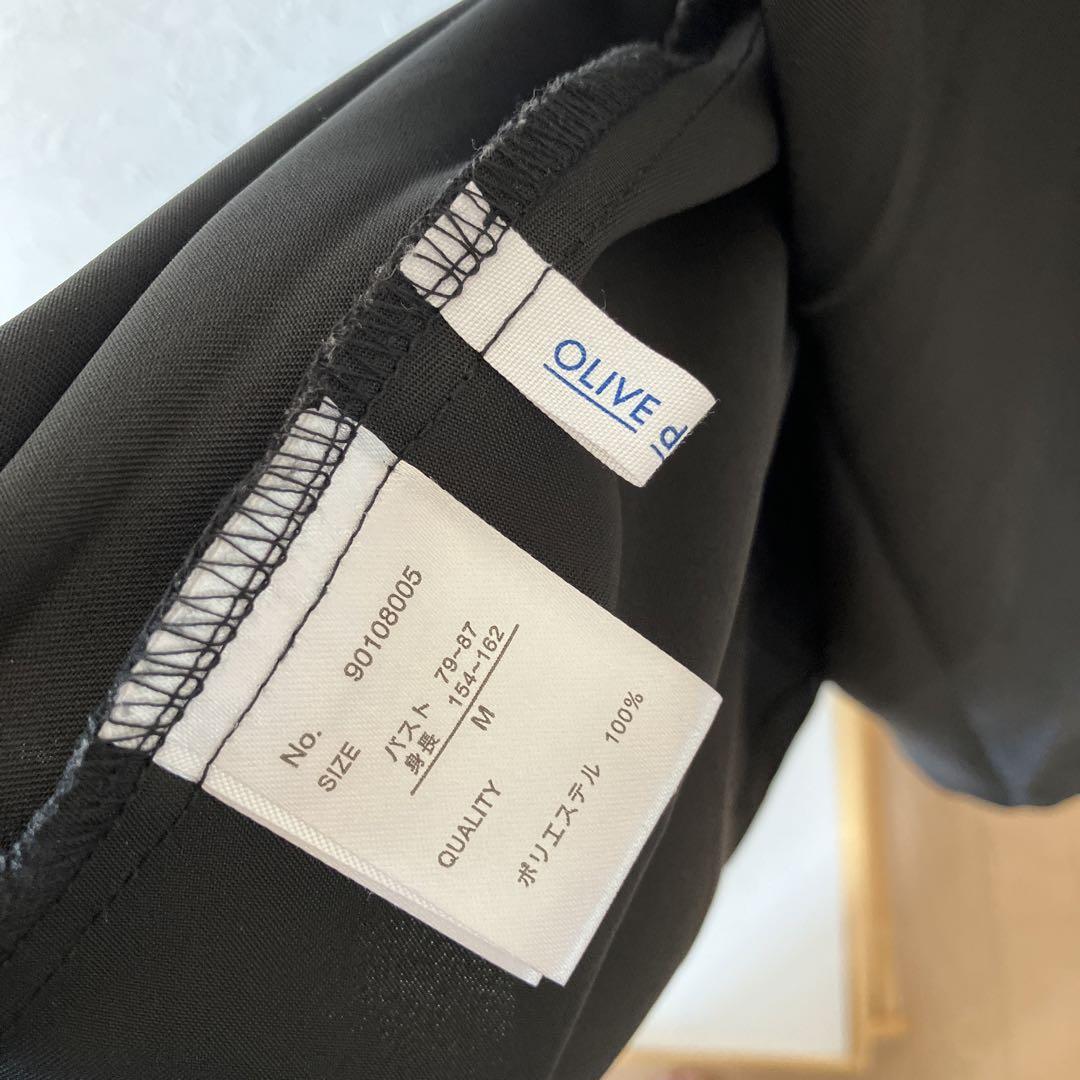 OLIVE d
No. 90108005
SIZE
バスト 79~87
身長 154~162
M
QUALITY
ポリエステル 100%